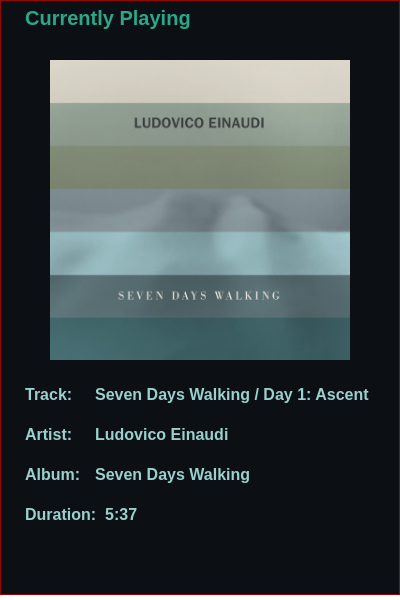 Currently Playing
LUDOVICO EINAUDI
SEVEN DAYS WALKING
Track: Seven Days Walking / Day 1: Ascent
Artist: Ludovico Einaudi
Album: Seven Days Walking
Duration: 5:37